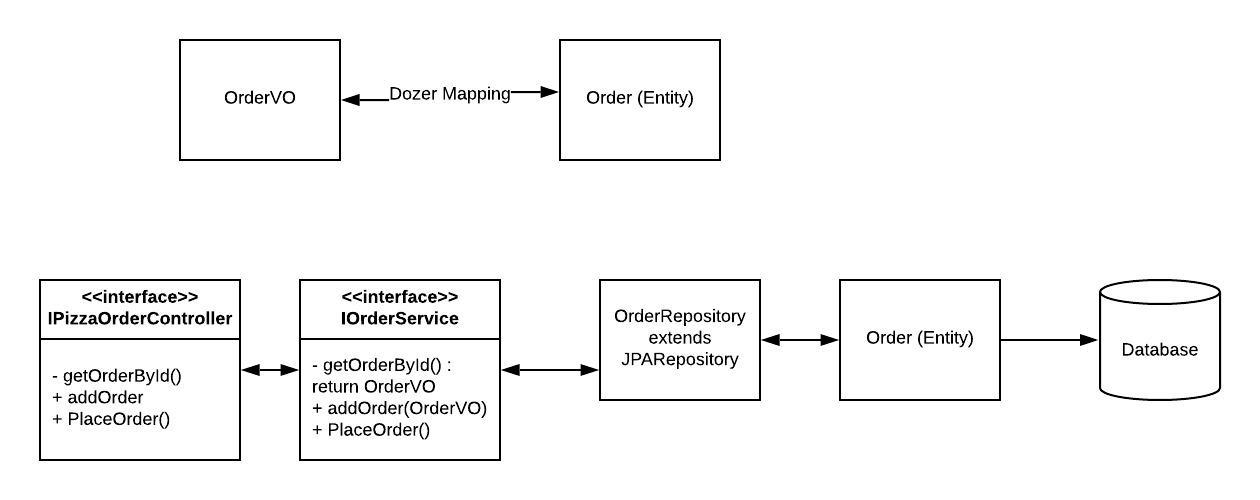 OrderVO
Dozer Mapping
Order (Entity)
<<interface>>
IPizzaOrderController
- getOrderById()
+ addOrder
+ PlaceOrder()
<<interface>>
IOrderService
- getOrderById() :
return OrderVO
+ addOrder(OrderVO)
+ PlaceOrder()
OrderRepository
extends
JPARepository
Order (Entity)
Database